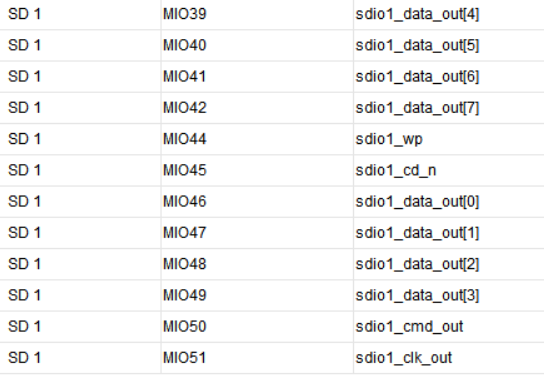 SD 1 MIO39 sdio1_data_out[4]
SD 1 MIO40 sdio1_data_out[5]
SD 1 MIO41 sdio1_data_out[6]
SD 1 MIO42 sdio1_data_out[7]
SD 1 MIO44 sdio1_wp
SD 1 MIO45 sdio1_cd_n
SD 1 MIO46 sdio1_data_out[0]
SD 1 MIO47 sdio1_data_out[1]
SD 1 MIO48 sdio1_data_out[2]
SD 1 MIO49 sdio1_data_out[3]
SD 1 MIO50 sdio1_cmd_out
SD 1 MIO51 sdio1_clk_out